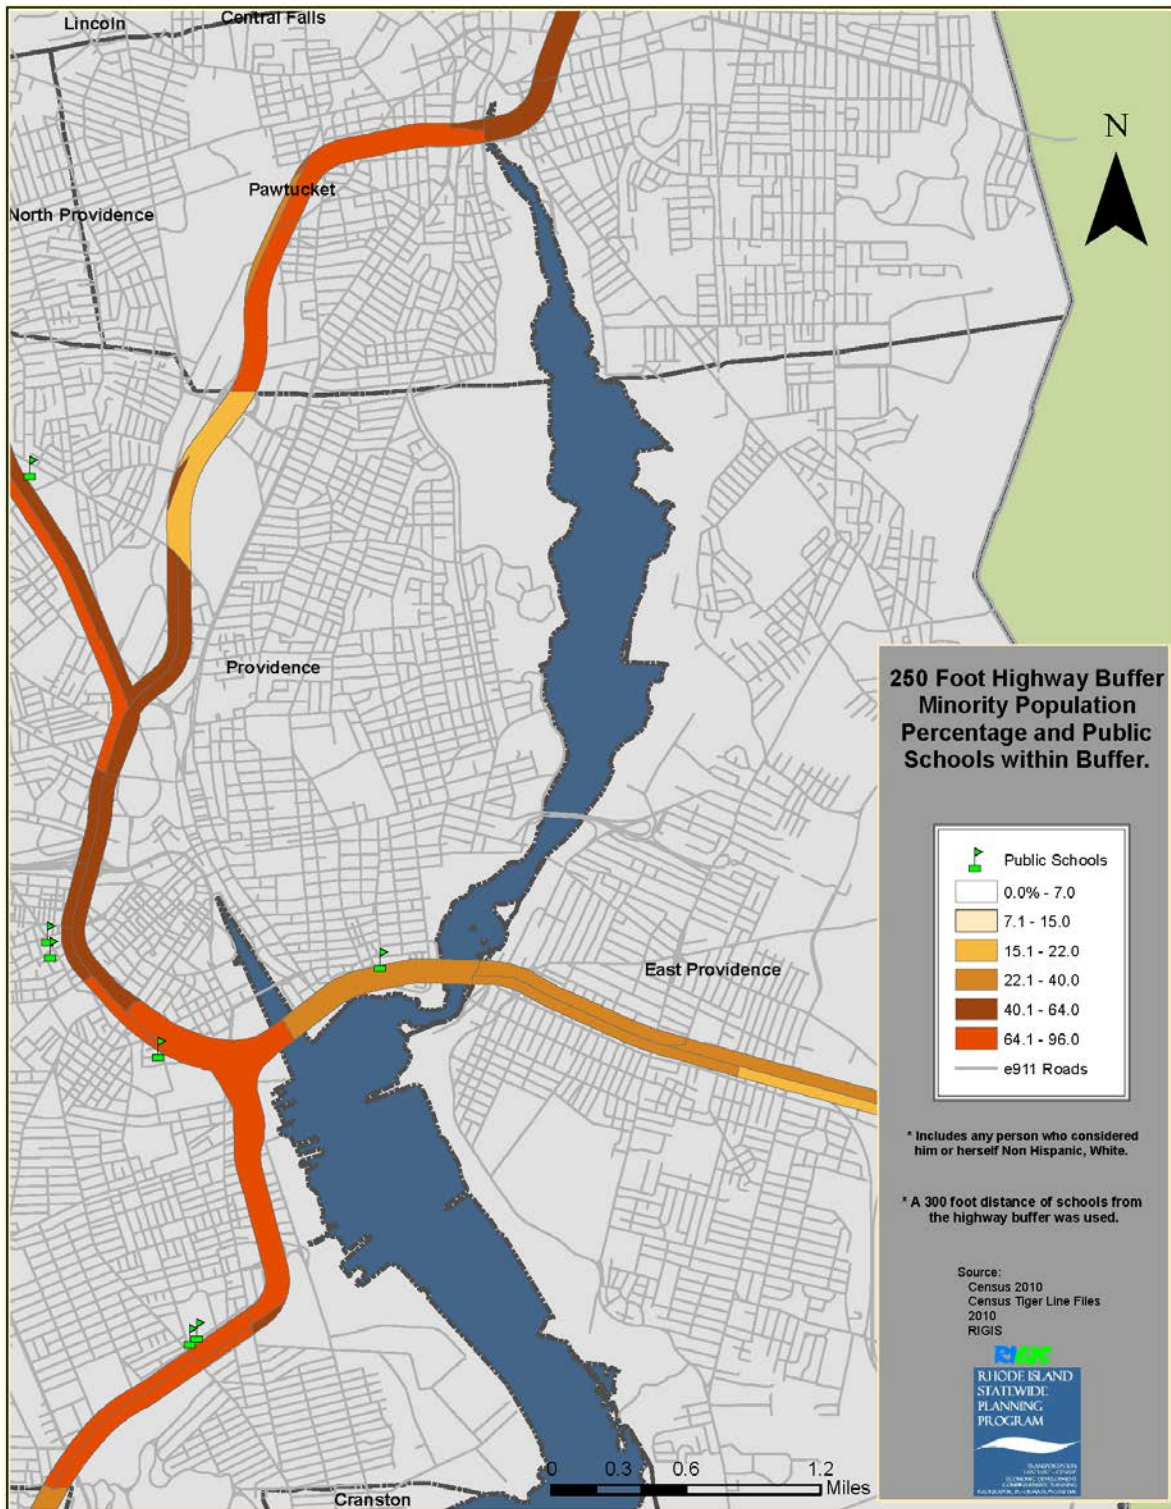 Lincoln
Central Falls
N
Pawtucket
North Providence
Providence
East Providence
Cranston
0 0.3 0.6 1.2
Miles
250 Foot Highway Buffer
Minority Population
Percentage and Public
Schools within Buffer.
Public Schools
0.0% - 7.0
7.1 - 15.0
15.1 - 22.0
22.1 - 40.0
40.1 - 64.0
64.1 - 96.0
e911 Roads
* Includes any person who considered
him or herself Non Hispanic, White.
* A 300 foot distance of schools from
the highway buffer was used.
Source:
Census 2010
Census Tiger Line Files
2010
RIGIS
RIGIS
RHODE ISLAND
STATEWIDE
PLANNING
PROGRAM